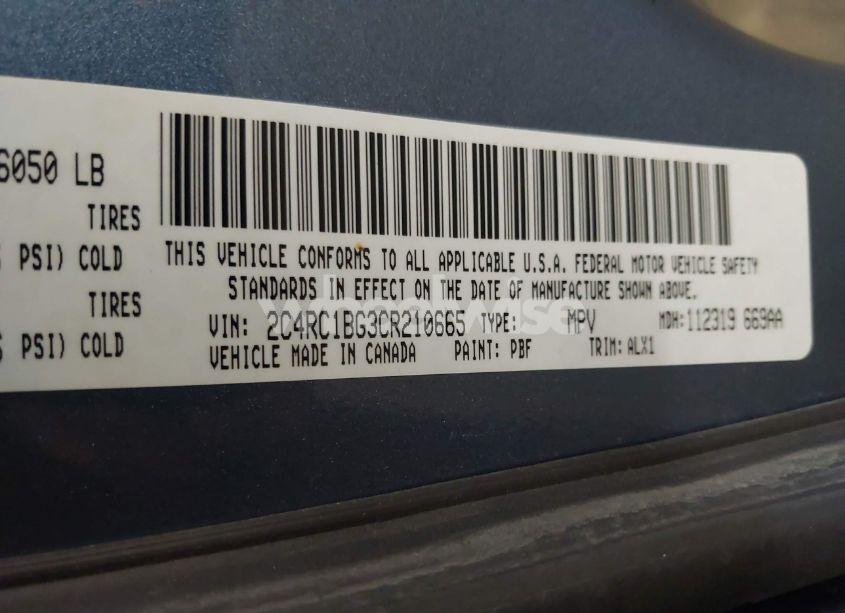 6050 LB
TIRES
PSI) COLD
TIRES
PSI) COLD
THIS VEHICLE CONFORMS TO ALL APPLICABLE U.S.A. FEDERAL MOTOR VEHICLE SAFETY
STANDARDS IN EFFECT ON THE DATE OF MANUFACTURE SHOWN ABOVE.
VIN: 2C4RC1BG3CR210665 TYPE: MPV MDH:112319 669AA
VEHICLE MADE IN CANADA PAINT: PBF TRIM: ALX1